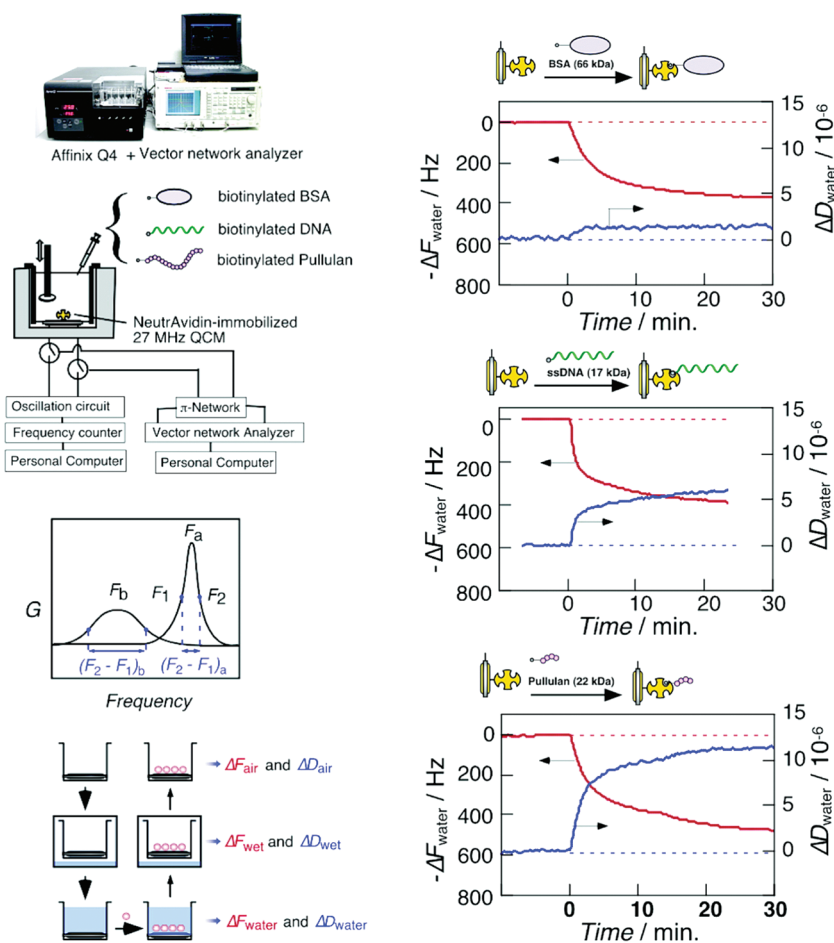 Affinix Q4 + Vector network analyzer
biotinylated BSA
biotinylated DNA
biotinylated Pullulan
NeutrAvidin-immobilized
27 MHz QCM
Oscillation circuit
π-Network
Frequency counter
Vector network Analyzer
Personal Computer
Personal Computer
Fa
Fb
F1
F2
G
(F2 - F1)b
(F2 - F1)a
Frequency
ΔFair and ΔDair
ΔFwet and ΔDwet
ΔFwater and ΔDwater
BSA (66 kDa)
0
200
400
600
800
-ΔFwater / Hz
15
10
5
0
ΔDwater / 10-6
0 10 20 30
Time / min.
ssDNA (17 kDa)
0
200
400
600
800
-ΔFwater / Hz
15
10
5
0
ΔDwater / 10-6
0 10 20 30
Time / min.
Pullulan (22 kDa)
0
200
400
600
800
-ΔFwater / Hz
15
10
5
0
ΔDwater / 10-6
0 10 20 30
Time / min.